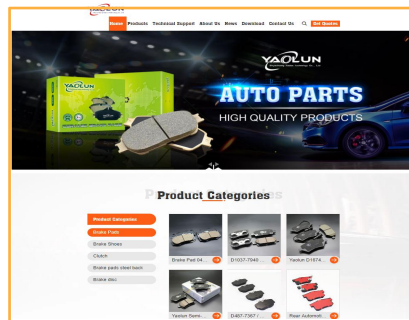 YAOLUN
Home Products Technical Support About Us News Download Contact Us Get Quotes
YAOLUN
YAOLUN
AUTO PARTS
HIGH QUALITY PRODUCTS
Product Categories
Product Categories
Brake Pads
Brake Shoes
Clutch
Brake pads steel back
Brake disc
Brake Pad 04... D1037-7940 ... Yaolun D1074 ...
Yaolun Semi-... D487-7367 / ... Rear Automoti...